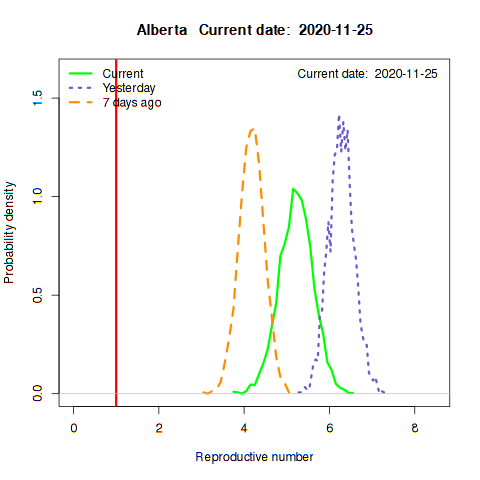 Alberta   Current date:  2020-11-25
Current
Yesterday
7 days ago
Current date:  2020-11-25
Probability density
1.5
1.0
0.5
0.0
0 2 4 6 8
Reproductive number